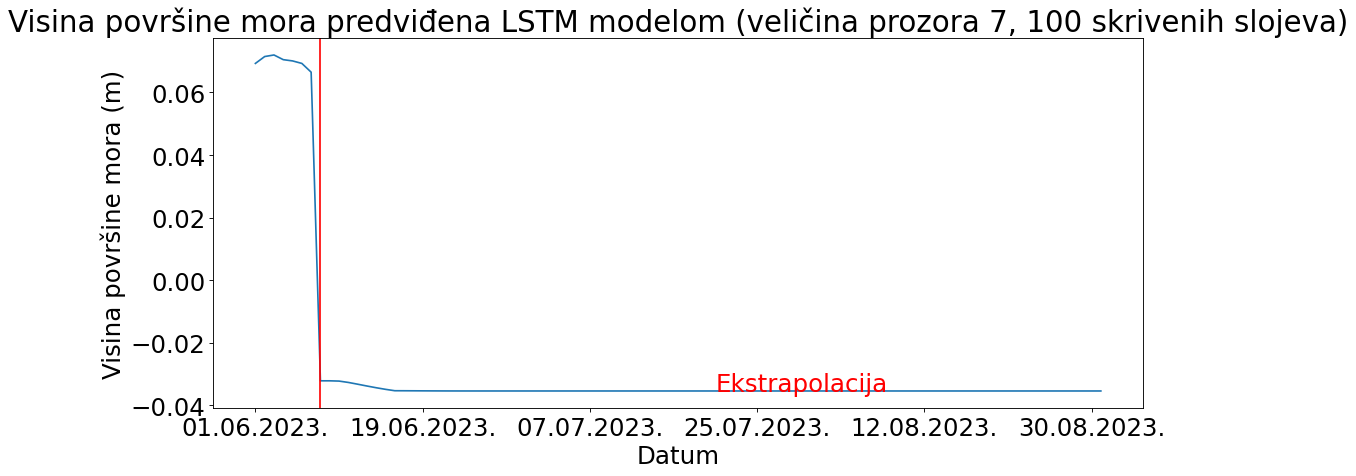 Visina površine mora predviđena LSTM modelom (veličina prozora 7, 100 skrivenih slojeva)
Visina površine mora (m)
0.06
0.04
0.02
0.00
−0.02
−0.04
Ekstrapolacija
01.06.2023. 19.06.2023. 07.07.2023. 25.07.2023. 12.08.2023. 30.08.2023.
Datum